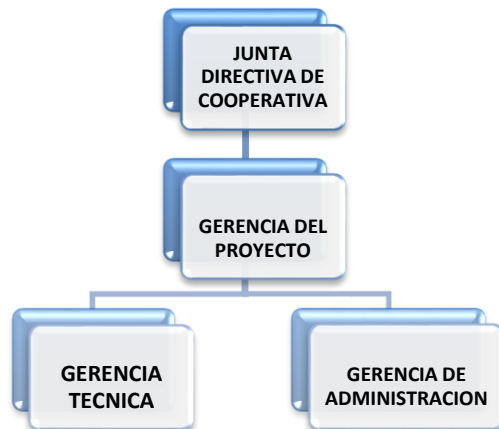 JUNTA
DIRECTIVA DE
COOPERATIVA
GERENCIA DEL
PROYECTO
GERENCIA
TECNICA
GERENCIA DE
ADMINISTRACION